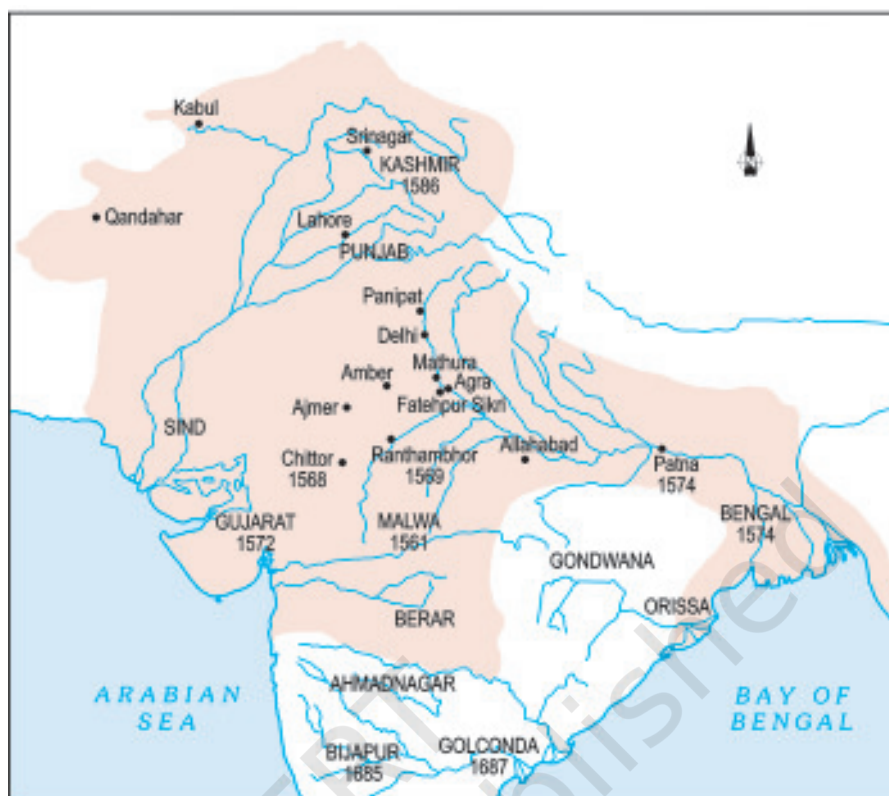 Kabul
Srinagar
KASHMIR
1586
Qandahar
Lahore
PUNJAB
Panipat
Delhi
Mathura
Amber
Agra
Fatehpur Sikri
Ajmer
SIND
Ranthambhor
1569
Allahabad
Chittor
1568
Patna
1574
GUJARAT
1572
MALWA
1561
BENGAL
1574
GONDWANA
BERAR
ORISSA
AHMADNAGAR
ARABIAN
SEA
BAY OF
BENGAL
GOLCONDA
1687
BIJAPUR
1685
N